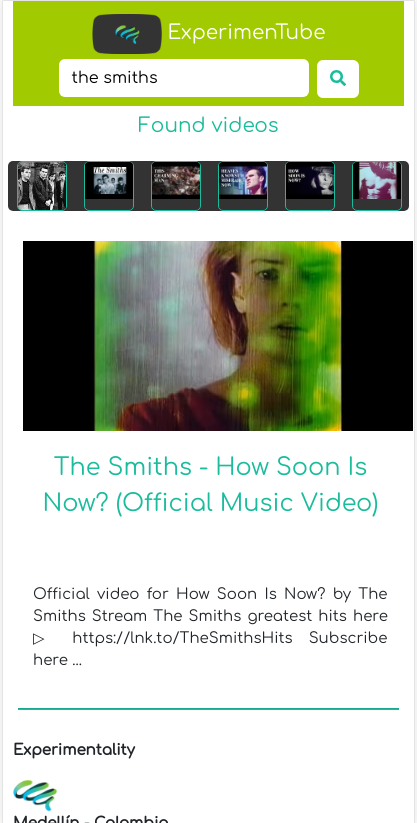 ExperimenTube
the smiths
Found videos
The Smiths
THIS
CHARMING
MAN
HEAVEN
KNOWS I'M
MISERABLE
NOW
HOW
SOON IS
NOW?
The Smiths - How Soon Is
Now? (Official Music Video)
Official video for How Soon Is Now? by The
Smiths Stream The Smiths greatest hits here
▷ https://lnk.to/TheSmithsHits Subscribe
here ...
Experimentality
Medellín - Colombia